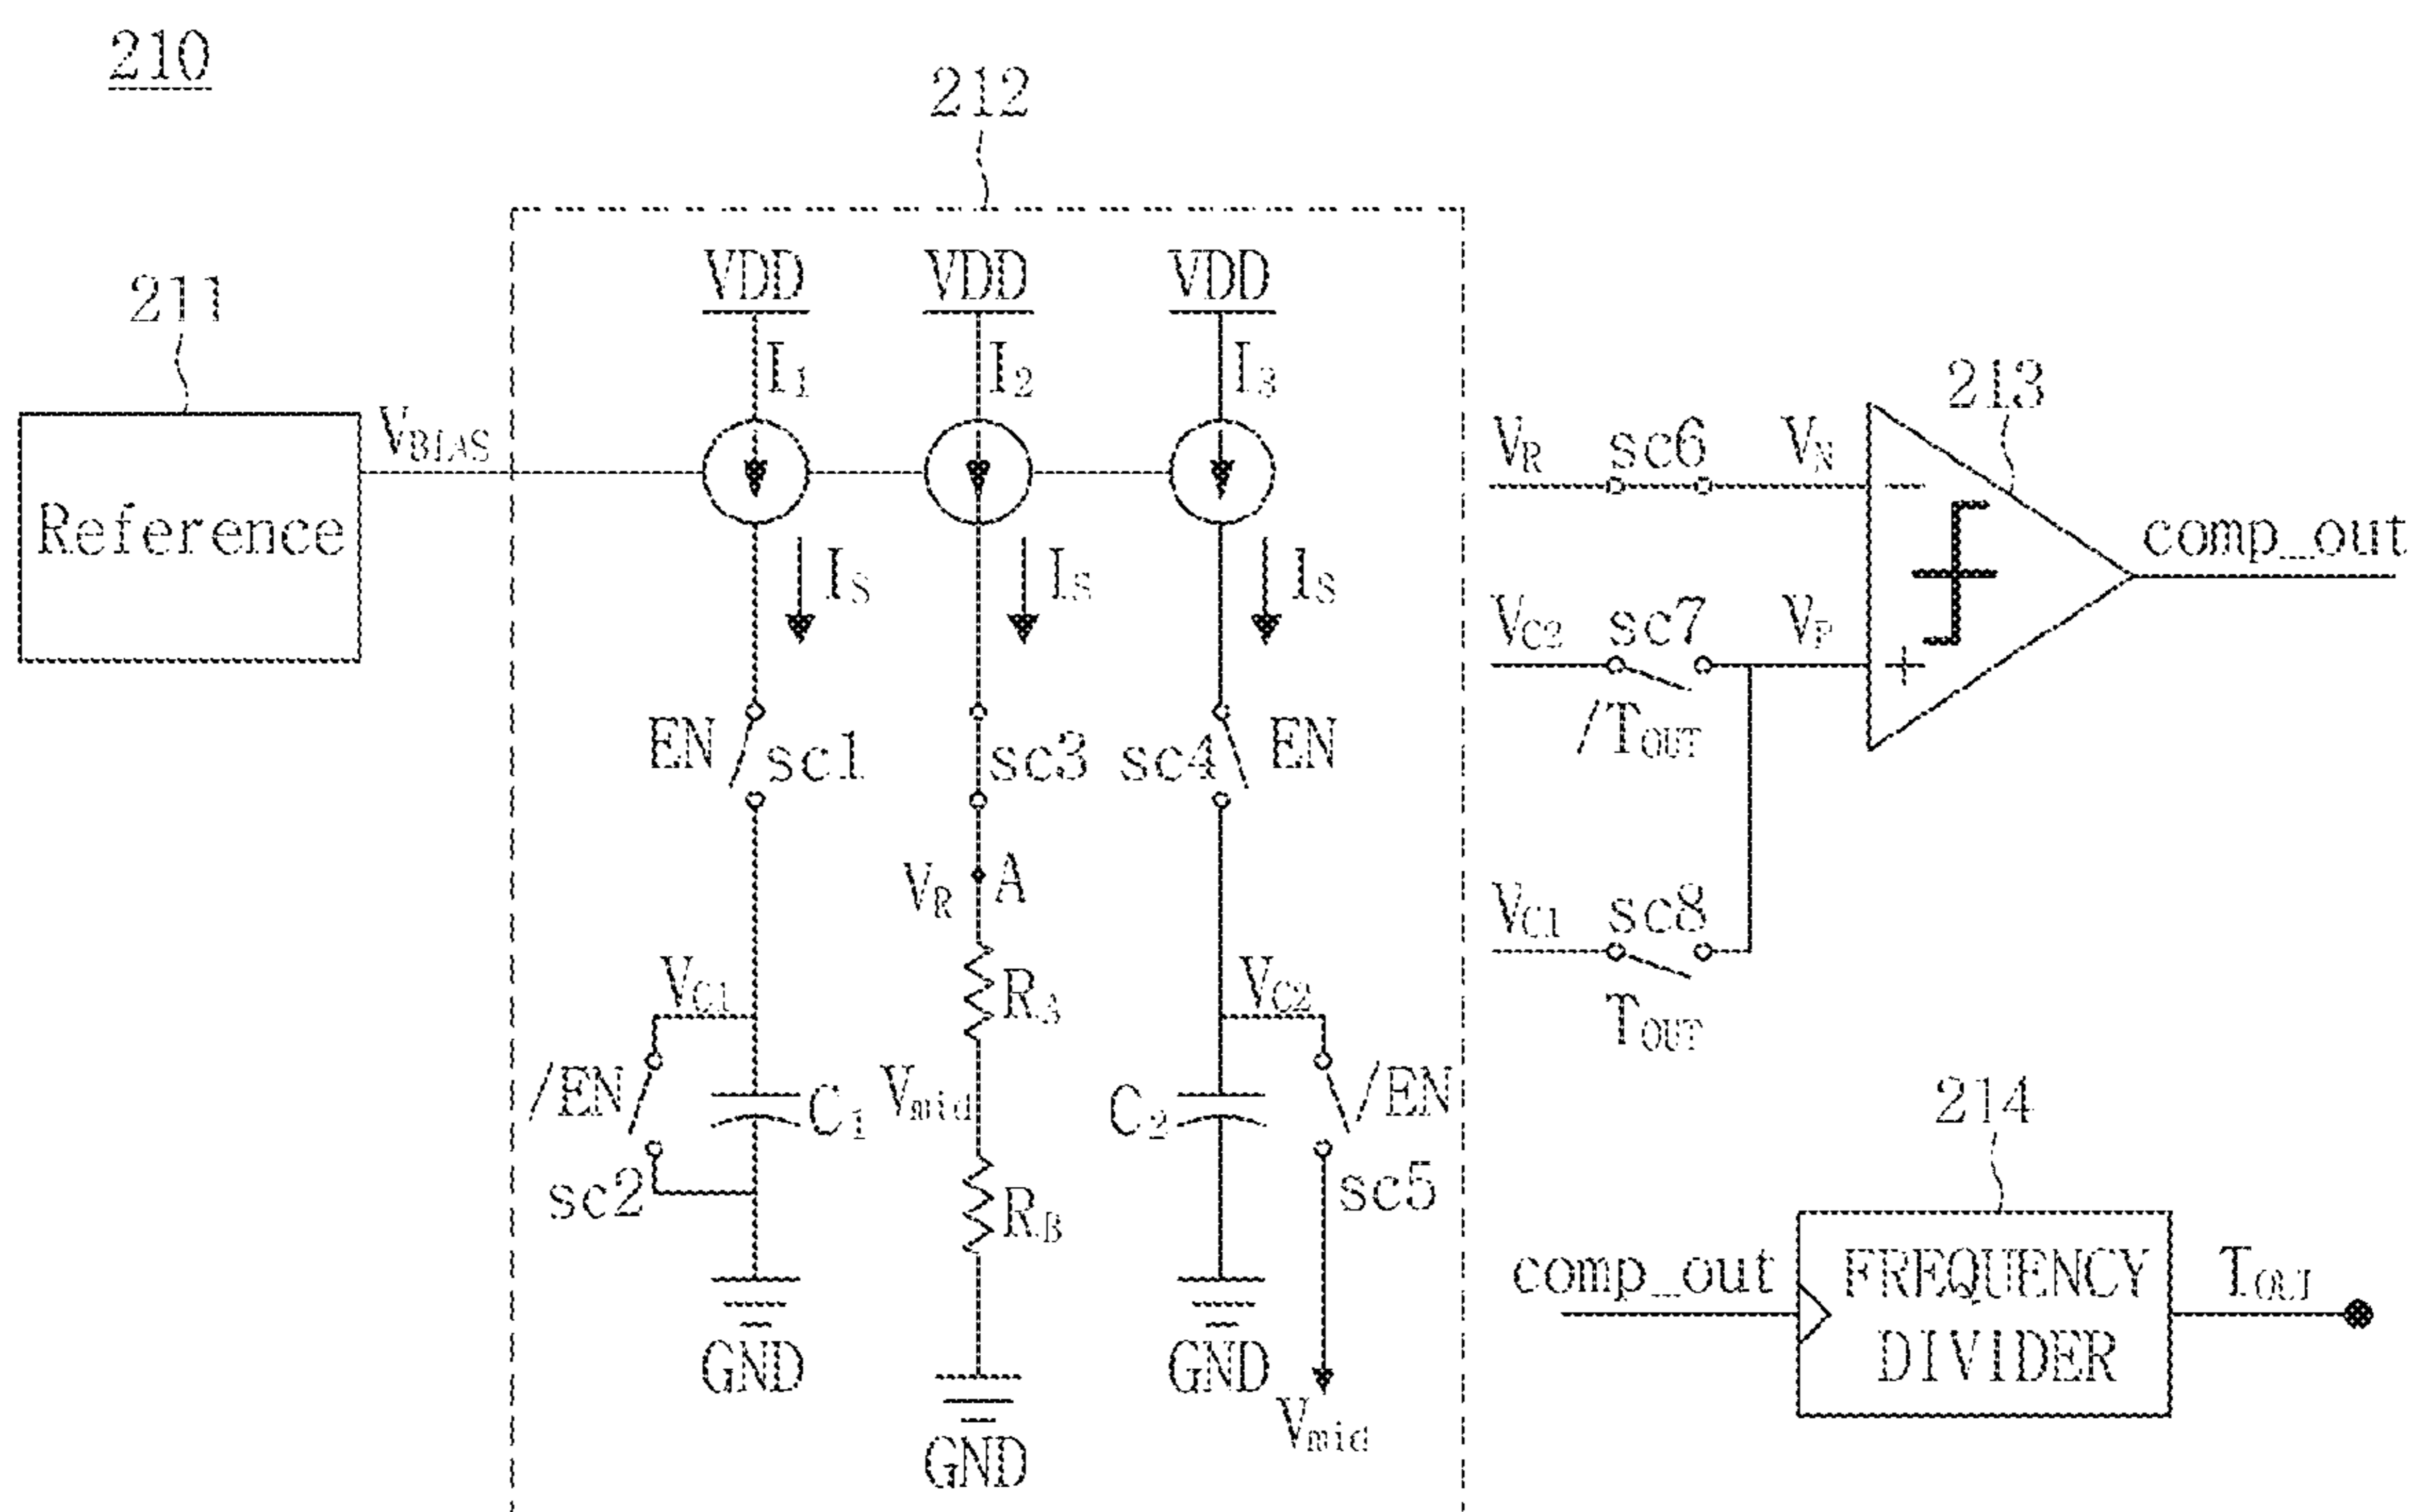 210
212
VDD VDD VDD
211
I1 I2 I3
213
VBIAS
VR sc6 VN −
Reference
comp_out
IS IS IS
VC2 sc7 VP +
/TOUT
EN sc1 sc3 sc4 EN
VR A
VC1 sc8
TOUT
VC1 RA VC2
/EN C1 Vmid C2 /EN
214
sc2 RB sc5
comp_out FREQUENCY DIVIDER TOUT
GND GND
Vmid
GND